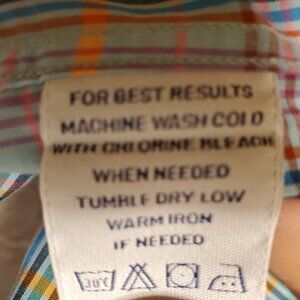 FOR BEST RESULTS
MACHINE WASH COLD
WITH CHLORINE BLEACH
WHEN NEEDED
TUMBLE DRY LOW
WARM IRON
IF NEEDED
30°C